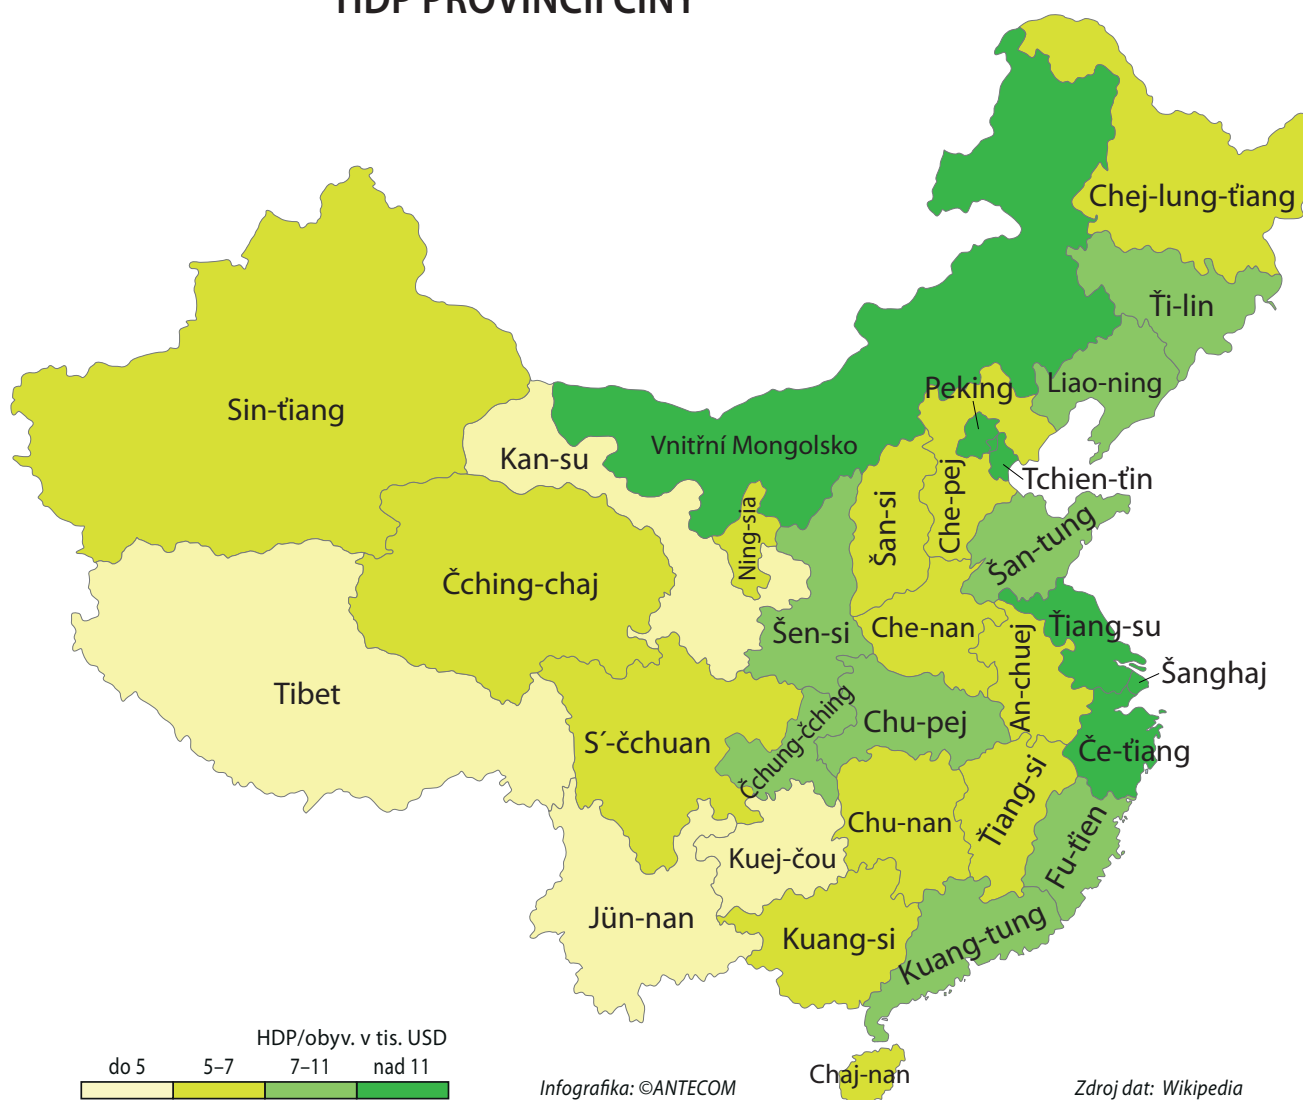 HDP PROVINCIÍ ČÍNY
Chej-lung-ťiang
Ťi-lin
Liao-ning
Peking
Sin-ťiang
Vnitřní Mongolsko
Kan-su
Tchien-ťin
Che-pej
Šan-si
Ning-sia
Šan-tung
Čching-chaj
Šen-si
Che-nan
Ťiang-su
An-chuej
Šanghaj
Tibet
S´-čchuan
Čchung-čching
Chu-pej
Če-ťiang
Chu-nan
Ťiang-si
Kuej-čou
Fu-ťien
Jün-nan
Kuang-si
Kuang-tung
Chaj-nan
HDP/obyv. v tis. USD
do 5 5–7 7–11 nad 11
Infografika: ©ANTECOM
Zdroj dat: Wikipedia